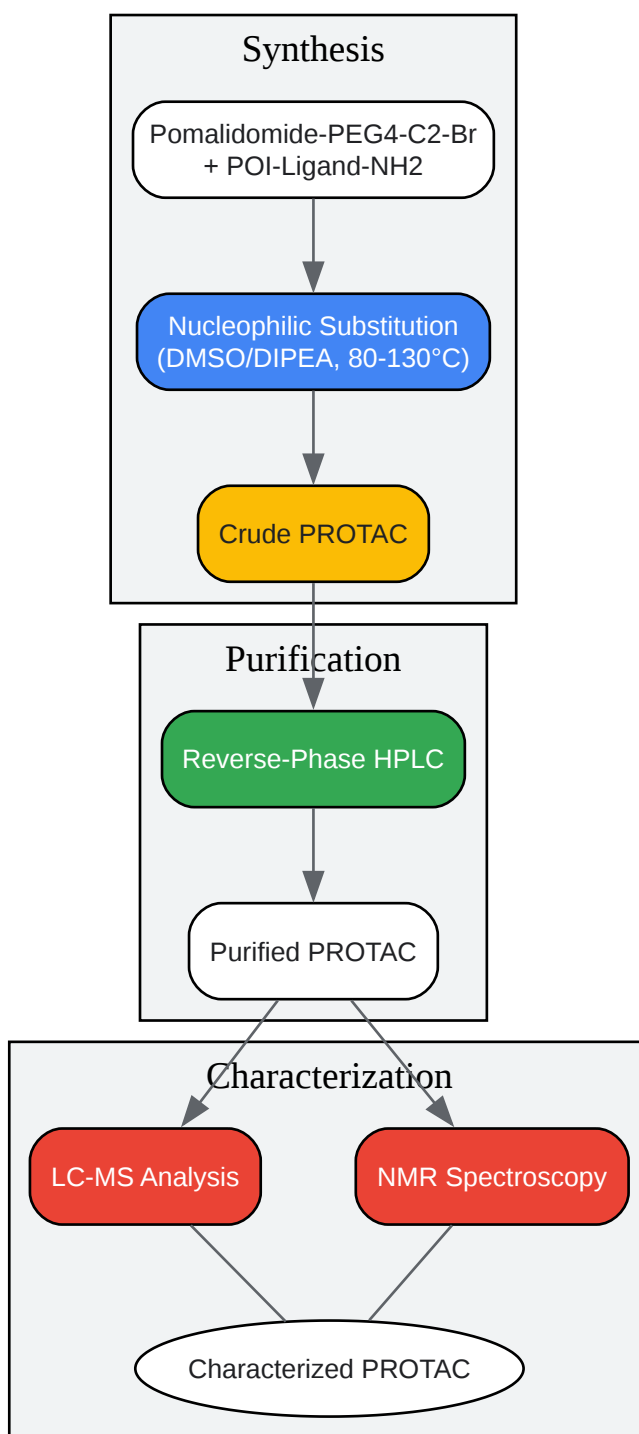 Synthesis
Pomalidomide-PEG4-C2-Br
+ POI-Ligand-NH2
Nucleophilic Substitution
(DMSO/DIPEA, 80-130°C)
Crude PROTAC
Purification
Reverse-Phase HPLC
Purified PROTAC
Characterization
LC-MS Analysis
NMR Spectroscopy
Characterized PROTAC